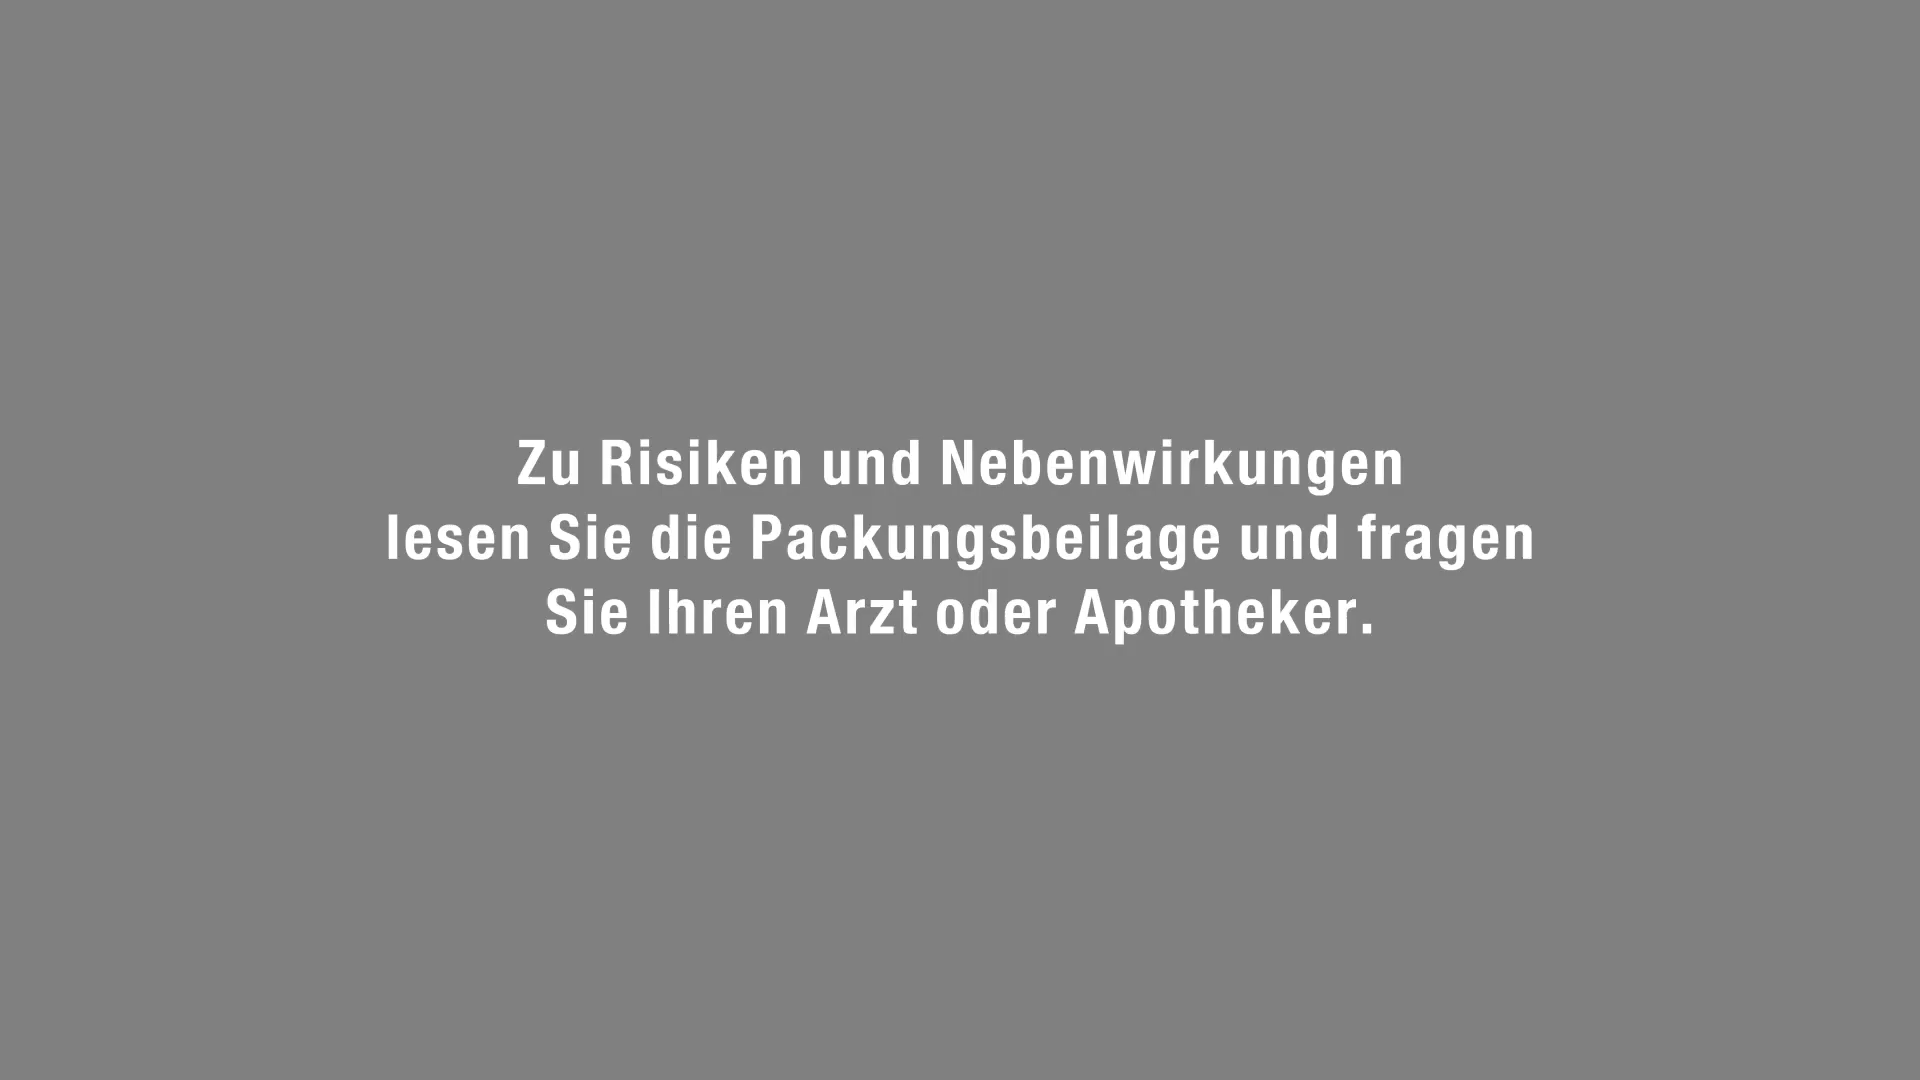 Zu Risiken und Nebenwirkungen
lesen Sie die Packungsbeilage und fragen
Sie Ihren Arzt oder Apotheker.